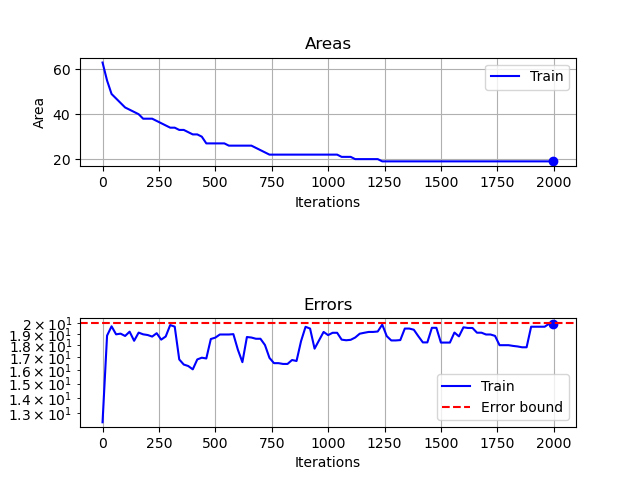 Areas
Area
60
40
20
Train
0 250 500 750 1000 1250 1500 1750 2000
Iterations
Errors
2 × 10¹
1.9 × 10¹
1.8 × 10¹
1.7 × 10¹
1.6 × 10¹
1.5 × 10¹
1.4 × 10¹
1.3 × 10¹
Train
Error bound
0 250 500 750 1000 1250 1500 1750 2000
Iterations